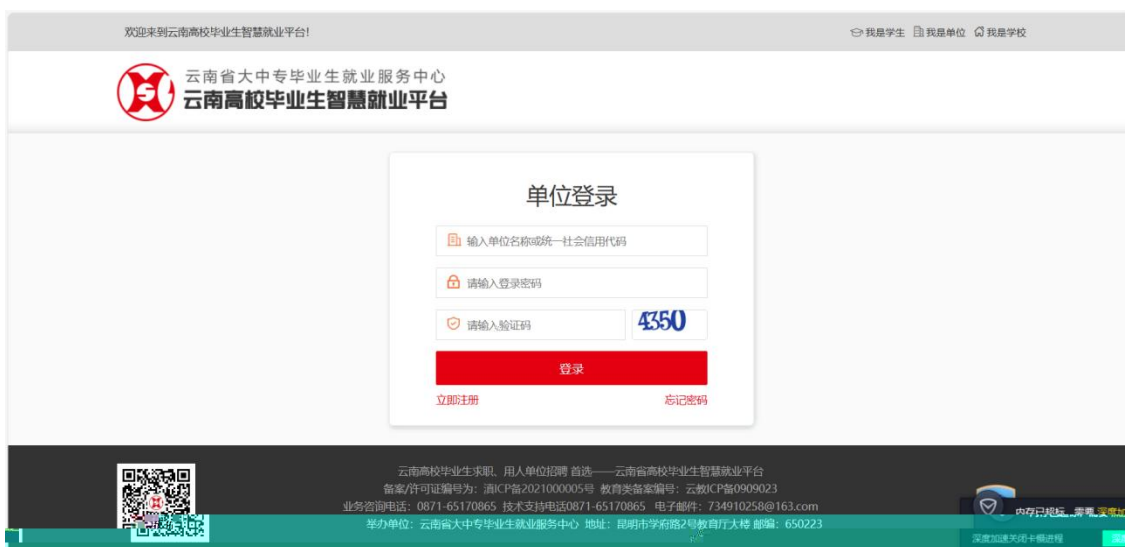 欢迎来到云南高校毕业生智慧就业平台!
我是学生 我是单位 我是学校
云南省大中专毕业生就业服务中心
云南高校毕业生智慧就业平台
单位登录
输入单位名称或统一社会信用代码
请输入登录密码
请输入验证码
4350
登录
立即注册 忘记密码
云南高校毕业生求职、用人单位招聘 首选——云南省高校毕业生智慧就业平台
备案/许可证编号为：滇ICP备2021000005号 教育类备案编号：云教ICP备0909023
业务咨询电话：0871-65170865 技术支持电话0871-65170865 电子邮件：734910258@163.com
举办单位：云南省大中专毕业生就业服务中心 地址：昆明市学府路2号教育厅大楼 邮编：650223
内存已超标，需要 深度加
深度加速关闭卡慢进程